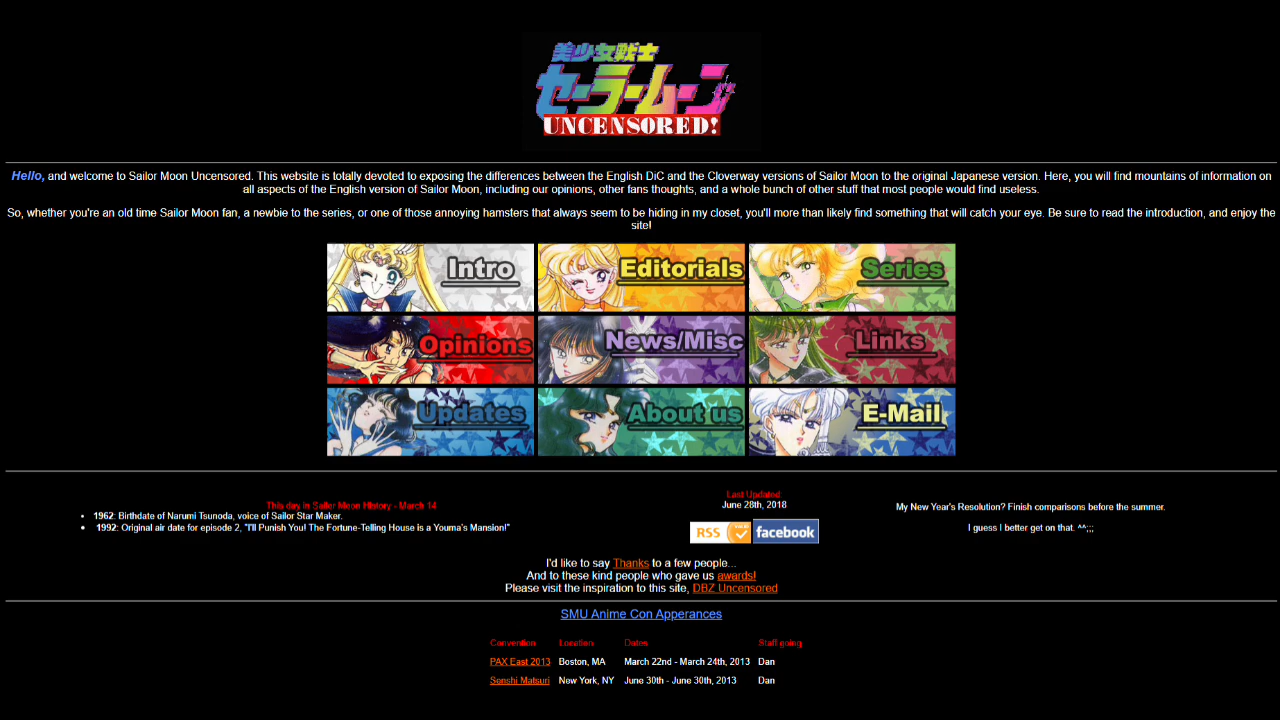 美少女戦士
セーラームーン
UNCENSORED!
Hello, and welcome to Sailor Moon Uncensored. This website is totally devoted to exposing the differences between the English DiC and the Cloverway versions of Sailor Moon to the original Japanese version. Here, you will find mountains of information on
all aspects of the English version of Sailor Moon, including our opinions, other fans thoughts, and a whole bunch of other stuff that most people would find useless.
So, whether you're an old time Sailor Moon fan, a newbie to the series, or one of those annoying hamsters that always seem to be hiding in my closet, you'll more than likely find something that will catch your eye. Be sure to read the introduction, and enjoy the
site!
Intro
Editorials
Series
Opinions
News/Misc
Links
Updates
About us
E-Mail
This day in Sailor Moon History - March 14
1962: Birthdate of Narumi Tsunoda, voice of Sailor Star Maker.
1992: Original air date for episode 2, "I'll Punish You! The Fortune-Telling House is a Youma's Mansion!"
Last Updated
June 28th, 2018
RSS
facebook
My New Year's Resolution? Finish comparisons before the summer.
I guess I better get on that. ^^;;;
I'd like to say Thanks to a few people...
And to these kind people who gave us awards!
Please visit the inspiration to this site, DBZ Uncensored
SMU Anime Con Apperances
Convention Location Dates Staff going
PAX East 2013 Boston, MA March 22nd - March 24th, 2013 Dan
Senshi Matsuri New York, NY June 30th - June 30th, 2013 Dan